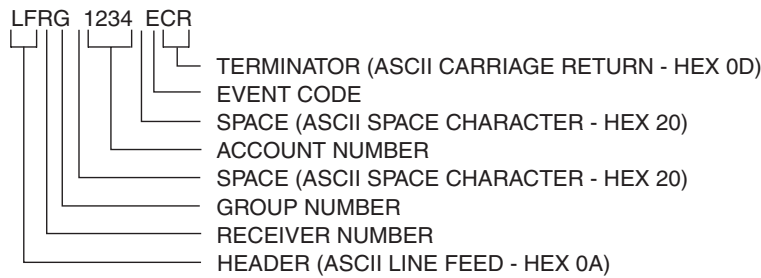 LFRG 1234 ECR
TERMINATOR (ASCII CARRIAGE RETURN - HEX 0D)
EVENT CODE
SPACE (ASCII SPACE CHARACTER - HEX 20)
ACCOUNT NUMBER
SPACE (ASCII SPACE CHARACTER - HEX 20)
GROUP NUMBER
RECEIVER NUMBER
HEADER (ASCII LINE FEED - HEX 0A)